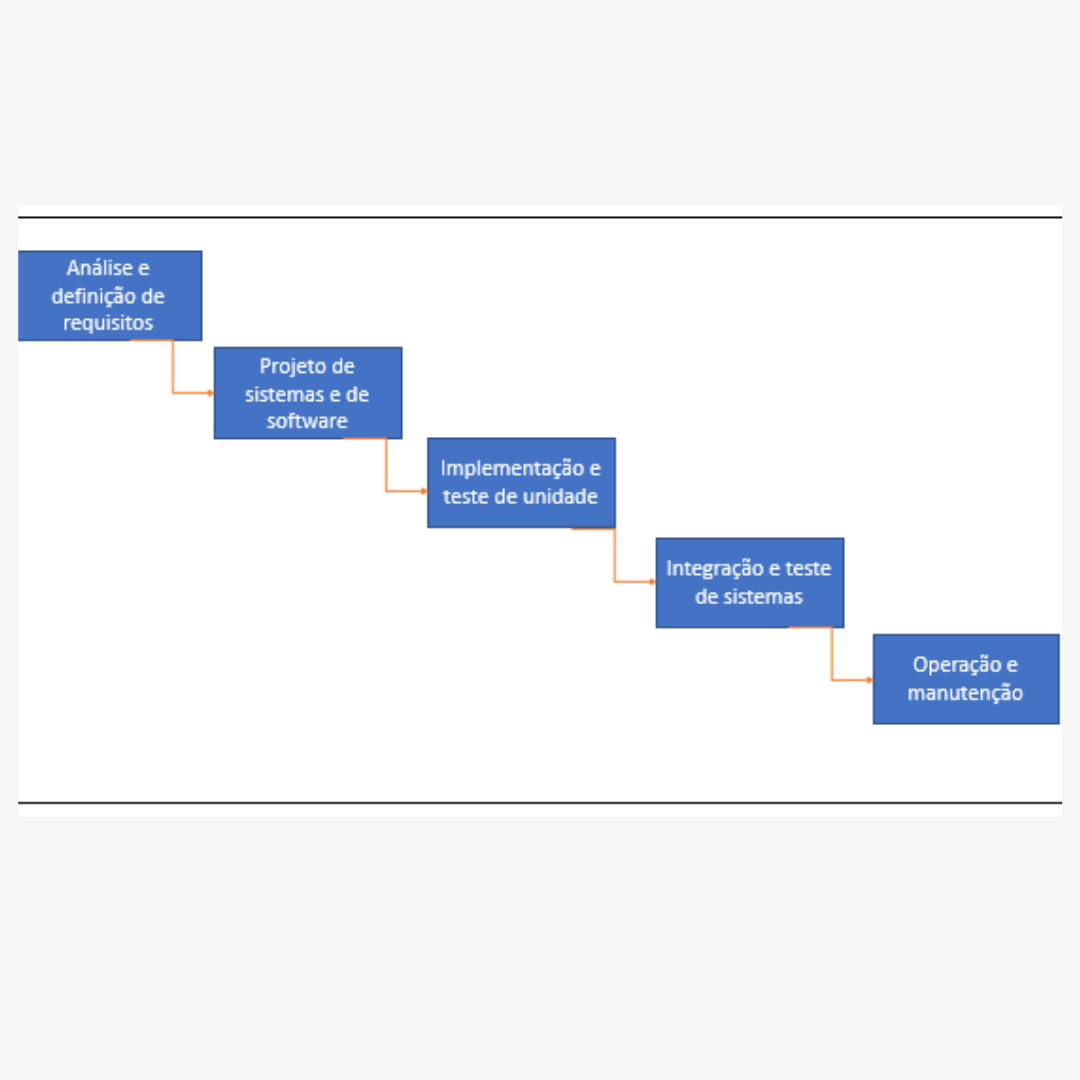 Análise e
definição de
requisitos
Projeto de
sistemas e de
software
Implementação e
teste de unidade
Integração e teste
de sistemas
Operação e
manutenção